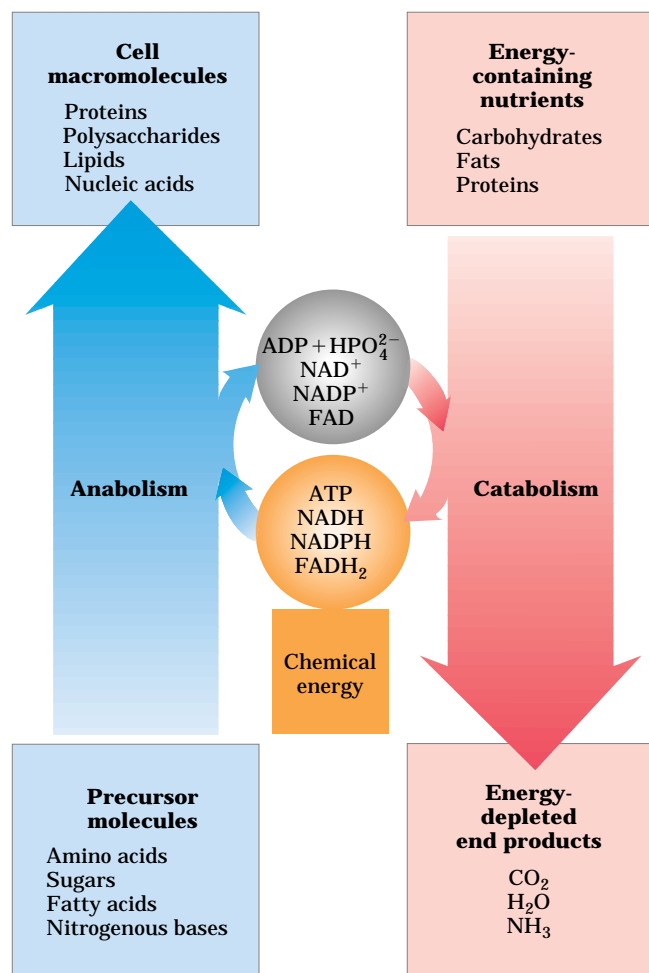 Cell
macromolecules
Proteins
Polysaccharides
Lipids
Nucleic acids
Energy-
containing
nutrients
Carbohydrates
Fats
Proteins
ADP + HPO₄²⁻
NAD⁺
NADP⁺
FAD
Anabolism
ATP
NADH
NADPH
FADH₂
Catabolism
Chemical
energy
Precursor
molecules
Amino acids
Sugars
Fatty acids
Nitrogenous bases
Energy-
depleted
end products
CO₂
H₂O
NH₃